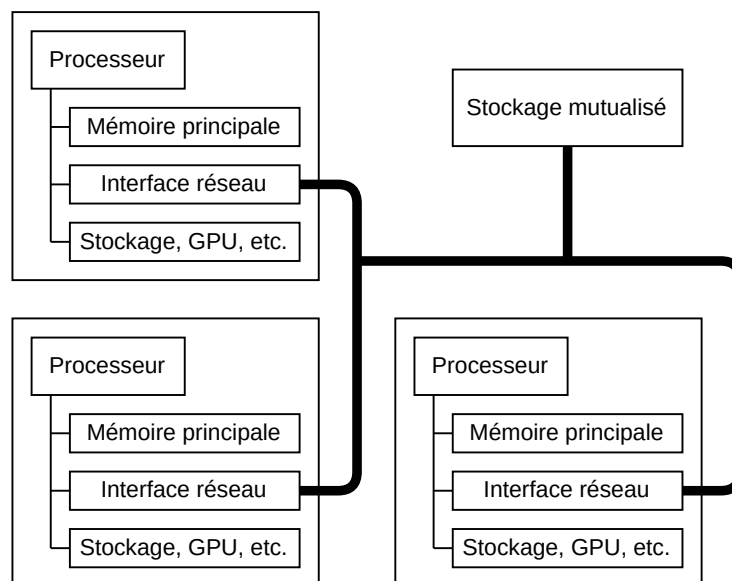 Processeur
Mémoire principale
Interface réseau
Stockage, GPU, etc.
Stockage mutualisé
Processeur
Mémoire principale
Interface réseau
Stockage, GPU, etc.
Processeur
Mémoire principale
Interface réseau
Stockage, GPU, etc.